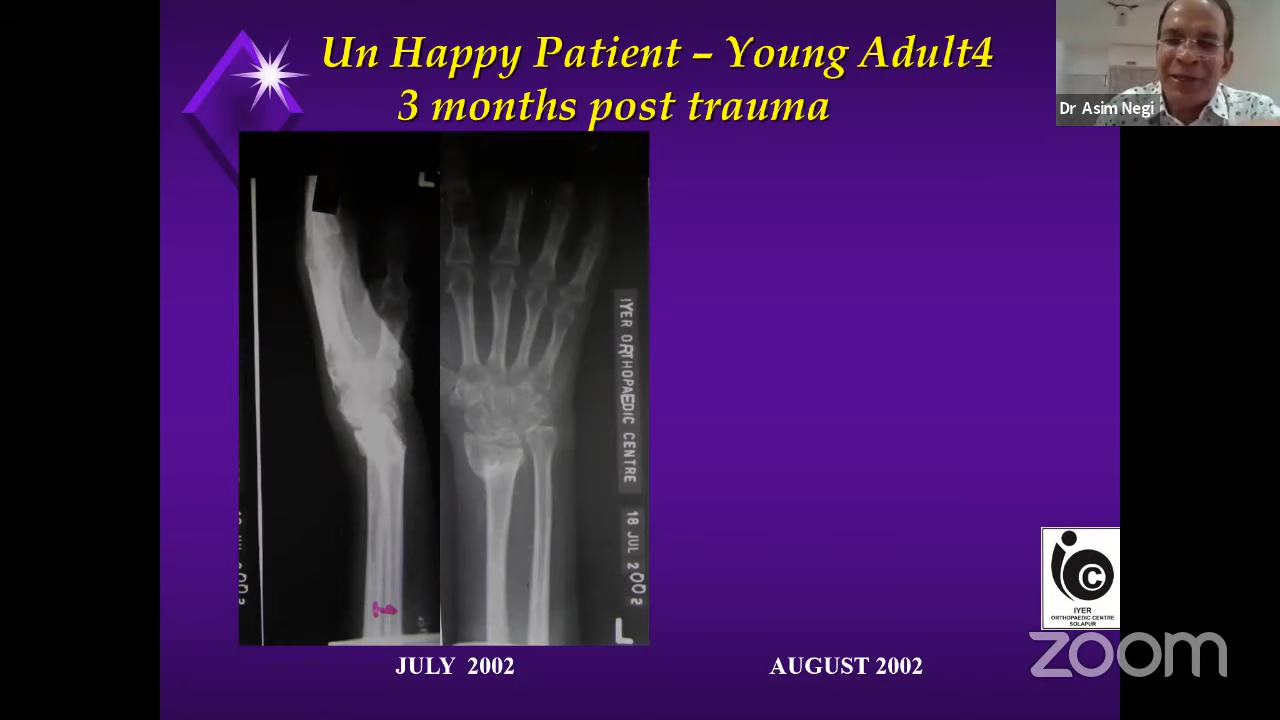 Un Happy Patient – Young Adult4
3 months post trauma
Dr Asim Negi
L
IYER ORTHOPAEDIC CENTRE
18 JUL 2002
L
IYER
ORTHOPAEDIC CENTRE
SOLAPUR
JULY 2002
AUGUST 2002
zoom